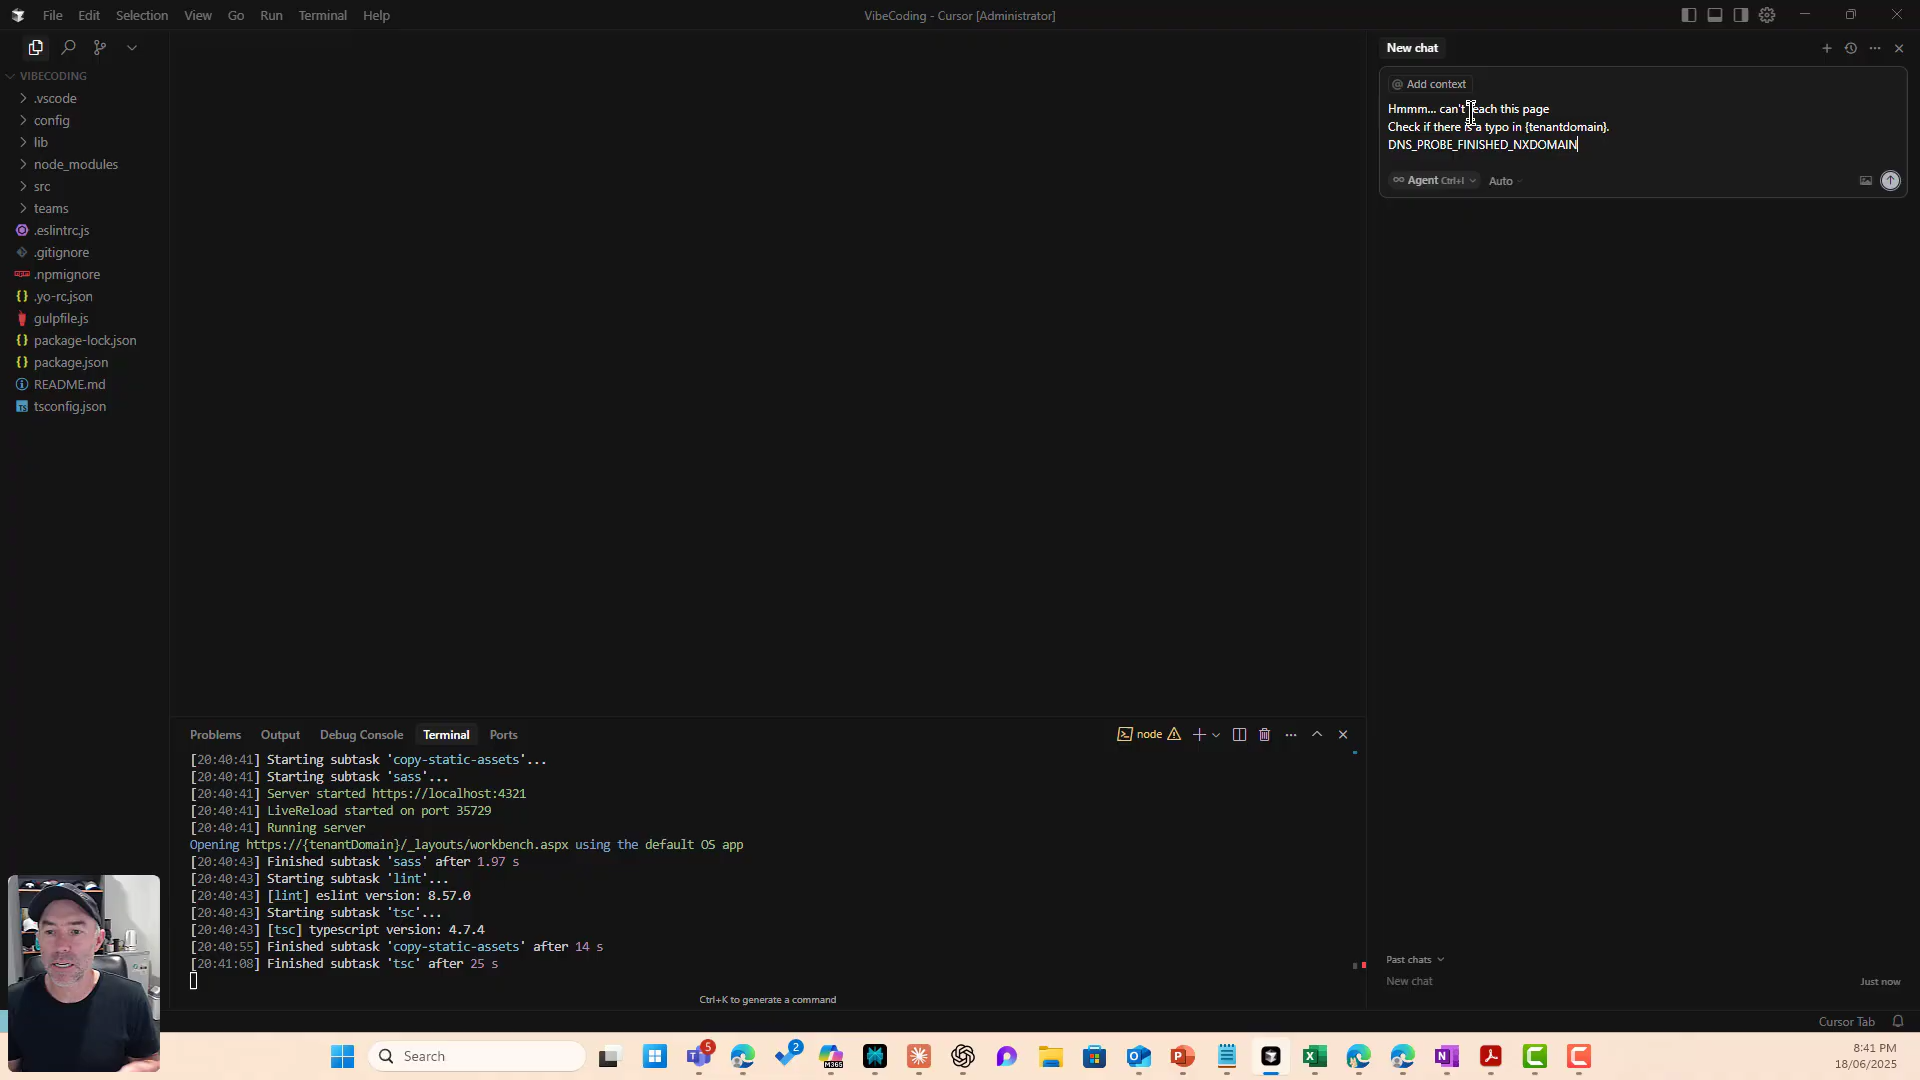 File Edit Selection View Go Run Terminal Help
VibeCoding - Cursor [Administrator]
VIBECODING
.vscode
config
lib
node_modules
src
teams
.eslintrc.js
.gitignore
.npmignore
.yo-rc.json
gulpfile.js
package-lock.json
package.json
README.md
tsconfig.json
New chat
@ Add context
Hmmm... can't reach this page
Check if there is a typo in {tenantdomain}.
DNS_PROBE_FINISHED_NXDOMAIN
Agent Ctrl+I Auto
Problems Output Debug Console Terminal Ports
node
[20:40:41] Starting subtask 'copy-static-assets'...
[20:40:41] Starting subtask 'sass'...
[20:40:41] Server started https://localhost:4321
[20:40:41] LiveReload started on port 35729
[20:40:41] Running server
Opening https://{tenantDomain}/_layouts/workbench.aspx using the default OS app
[20:40:43] Finished subtask 'sass' after 1.97 s
[20:40:43] Starting subtask 'lint'...
[20:40:43] [lint] eslint version: 8.57.0
[20:40:43] Starting subtask 'tsc'...
[20:40:43] [tsc] typescript version: 4.7.4
[20:40:55] Finished subtask 'copy-static-assets' after 14 s
[20:41:08] Finished subtask 'tsc' after 25 s
Ctrl+K to generate a command
Past chats
New chat Just now
Cursor Tab
Search
5
2
M365
8:41 PM
18/06/2025